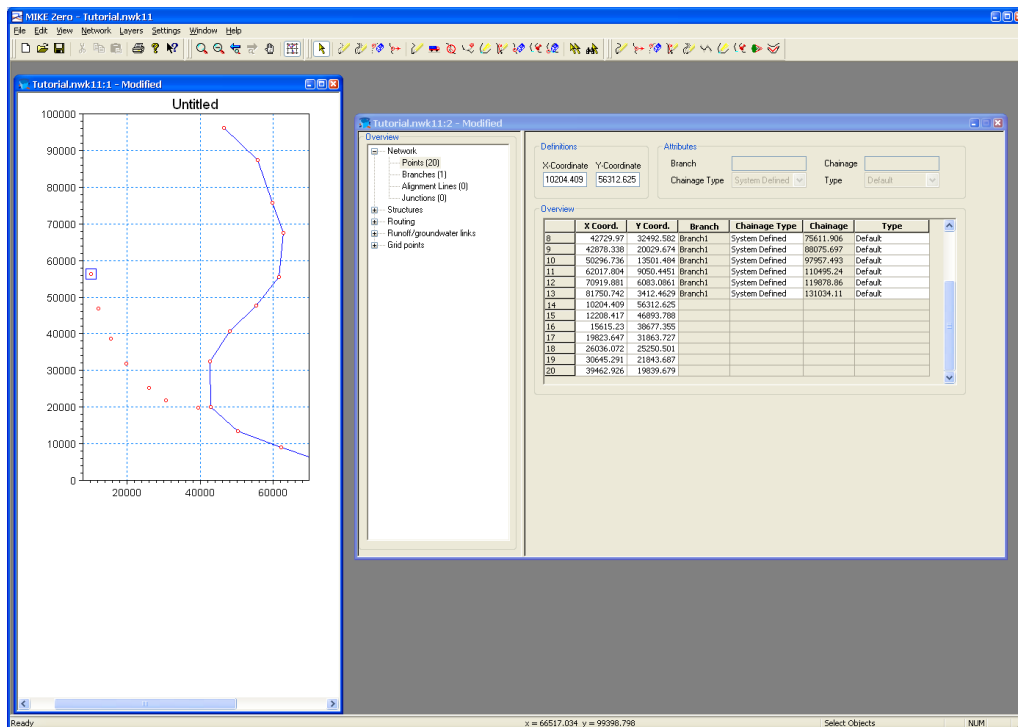 MIKE Zero - Tutorial.nwk11
File Edit View Network Layers Settings Window Help
Tutorial.nwk11:1 - Modified
Untitled
100000
90000
80000
70000
60000
50000
40000
30000
20000
10000
0
20000 40000 60000
Tutorial.nwk11:2 - Modified
Overview
Network
Points (20)
Branches (1)
Alignment Lines (0)
Junctions (0)
Structures
Routing
Runoff/groundwater links
Grid points
Definitions
X-Coordinate Y-Coordinate
10204.409 56312.625
Attributes
Branch Chainage
Chainage Type System Defined Type Default
Overview
X Coord. Y Coord. Branch Chainage Type Chainage Type
8 42729.97 32492.582 Branch1 System Defined 75611.906 Default
9 42878.338 20029.674 Branch1 System Defined 88075.697 Default
10 50296.736 13501.484 Branch1 System Defined 97957.493 Default
11 62017.804 9050.4451 Branch1 System Defined 110495.24 Default
12 70919.881 6083.0861 Branch1 System Defined 119878.86 Default
13 81750.742 3412.4629 Branch1 System Defined 131034.11 Default
14 10204.409 56312.625
15 12208.417 46893.788
16 15615.23 38677.355
17 19823.647 31863.727
18 26036.072 25250.501
19 30645.291 21843.687
20 39462.926 19839.679
Ready x = 66517.034 y = 99398.798 Select Objects NUM